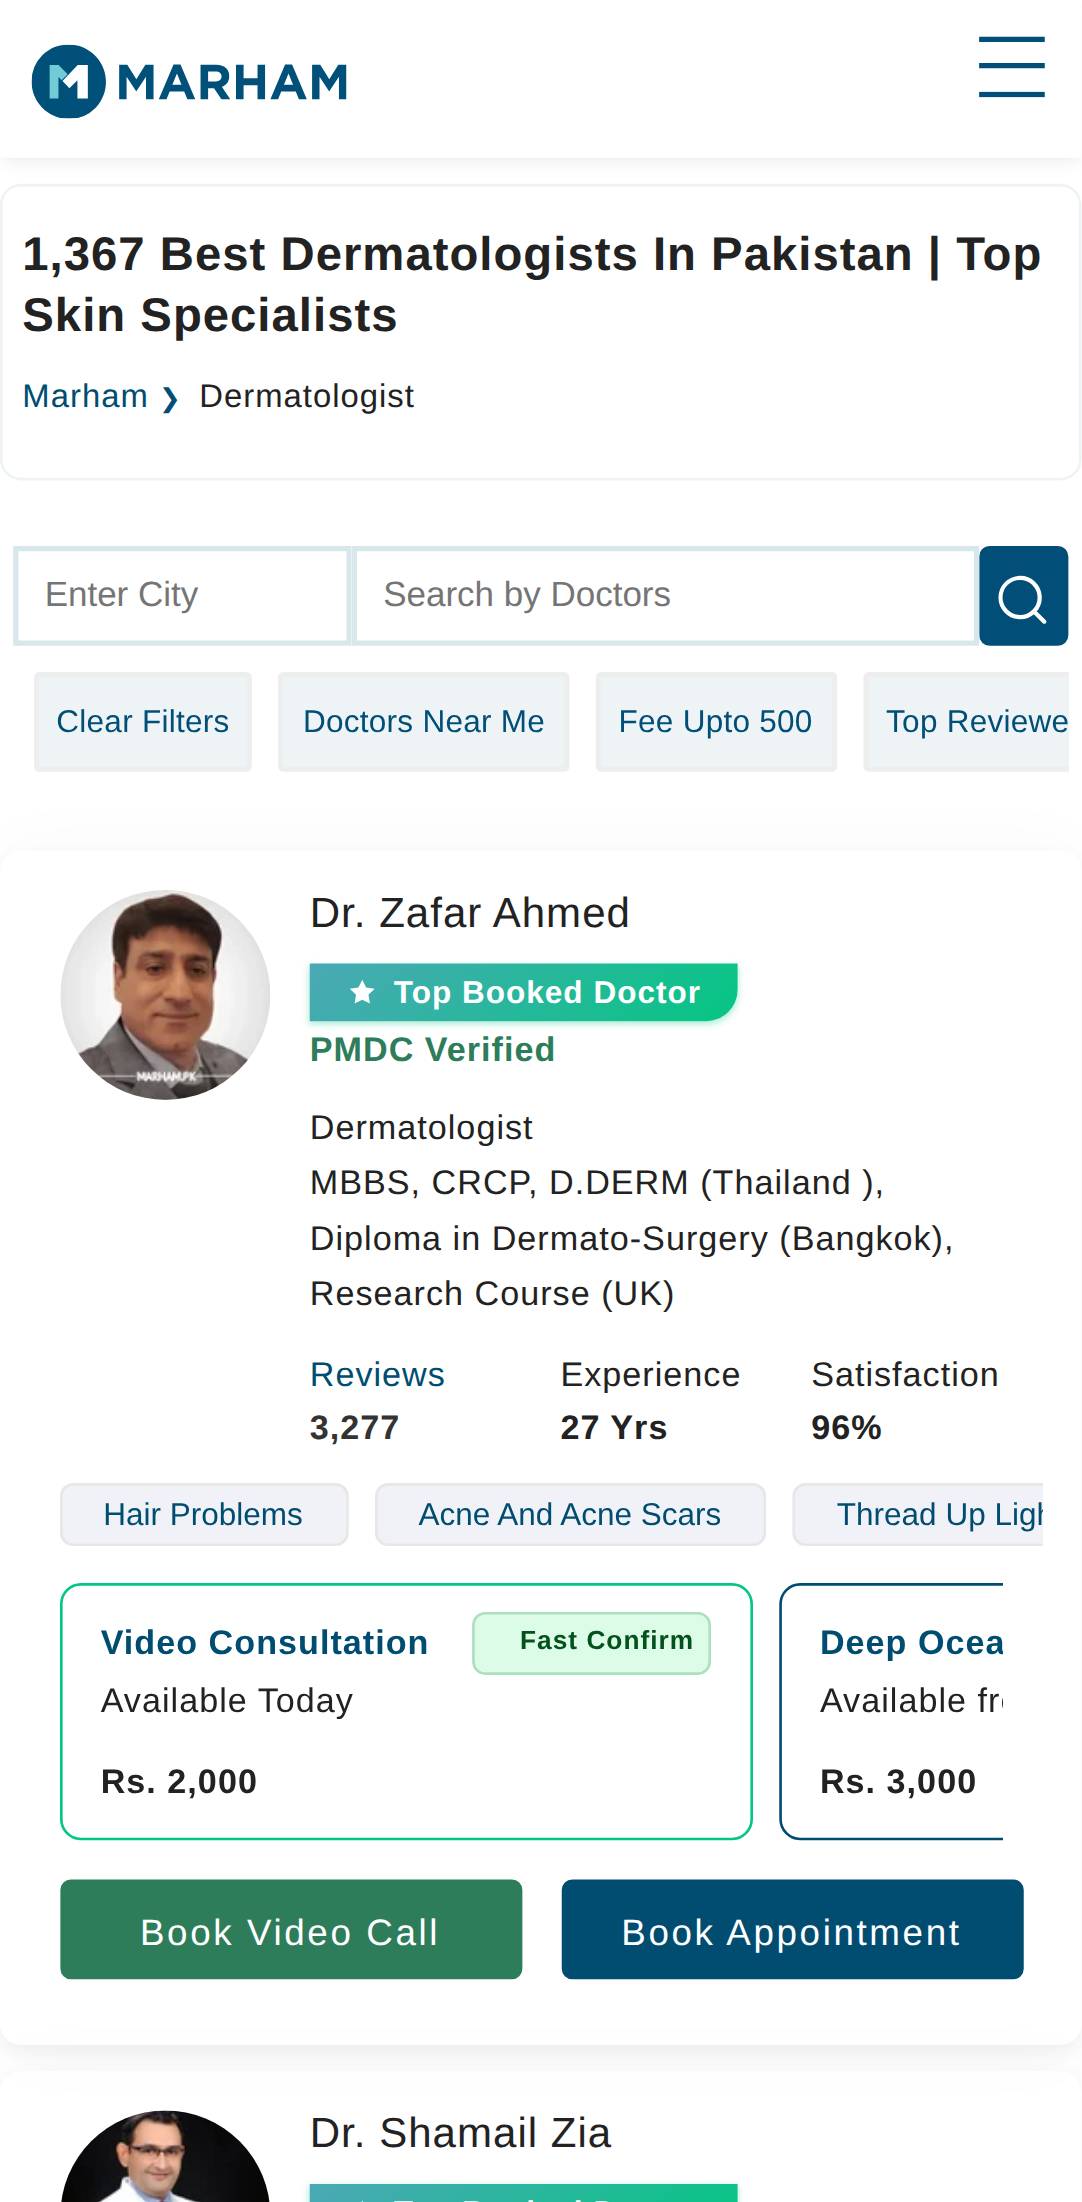 MARHAM
1,367 Best Dermatologists In Pakistan | Top
Skin Specialists
Marham ❯ Dermatologist
Enter City
Search by Doctors
Clear Filters
Doctors Near Me
Fee Upto 500
Top Reviewe
Dr. Zafar Ahmed
Top Booked Doctor
PMDC Verified
MARHAM.PK
Dermatologist
MBBS, CRCP, D.DERM (Thailand ),
Diploma in Dermato-Surgery (Bangkok),
Research Course (UK)
Reviews
Experience
Satisfaction
3,277
27 Yrs
96%
Hair Problems
Acne And Acne Scars
Thread Up Ligh
Video Consultation
Fast Confirm
Available Today
Rs. 2,000
Deep Ocea
Available fr
Rs. 3,000
Book Video Call
Book Appointment
Dr. Shamail Zia